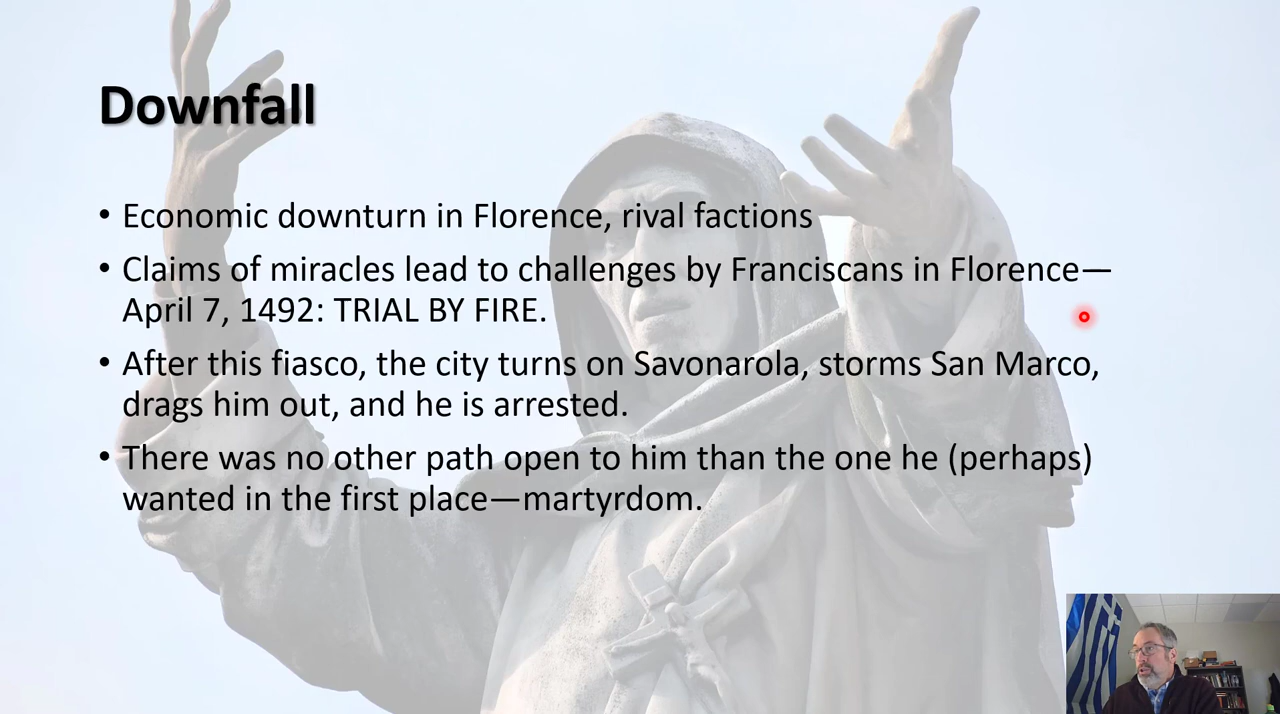 Downfall
• Economic downturn in Florence, rival factions
• Claims of miracles lead to challenges by Franciscans in Florence—
April 7, 1492: TRIAL BY FIRE.
• After this fiasco, the city turns on Savonarola, storms San Marco,
drags him out, and he is arrested.
• There was no other path open to him than the one he (perhaps)
wanted in the first place—martyrdom.